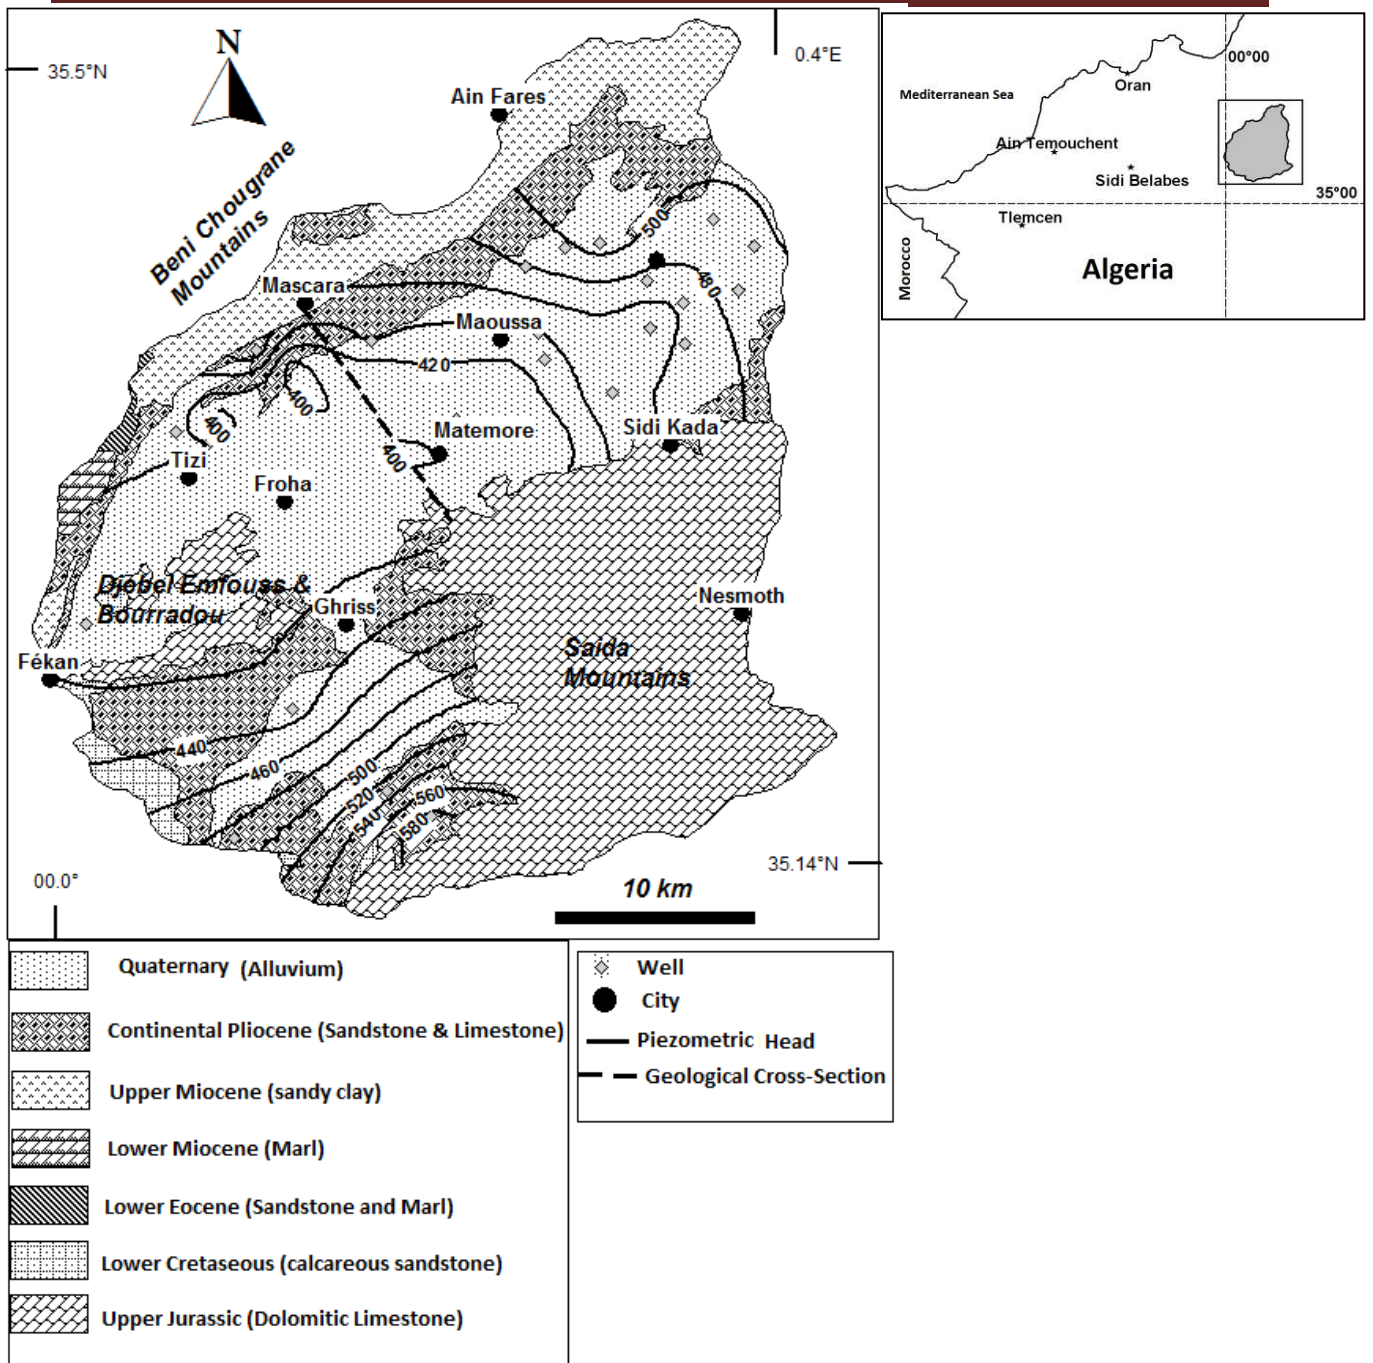 N
35.5°N
0.4°E
Ain Fares
Beni Chougrane
Mountains
500
480
Mascara
Maoussa
420
400
400
Matemore
Sidi Kada
400
Tizi
Froha
Djebel Emfouss &
Bourradou
Ghriss
Nesmoth
Saida
Mountains
Fékan
440
460
500
520
540
560
580
35.14°N
00.0°
10 km
00°00
Mediterranean Sea
Oran
Ain Temouchent
Sidi Belabes
35°00
Tlemcen
Morocco
Algeria
Quaternary (Alluvium)
Continental Pliocene (Sandstone & Limestone)
Upper Miocene (sandy clay)
Lower Miocene (Marl)
Lower Eocene (Sandstone and Marl)
Lower Cretaseous (calcareous sandstone)
Upper Jurassic (Dolomitic Limestone)
Well
City
Piezometric Head
Geological Cross-Section